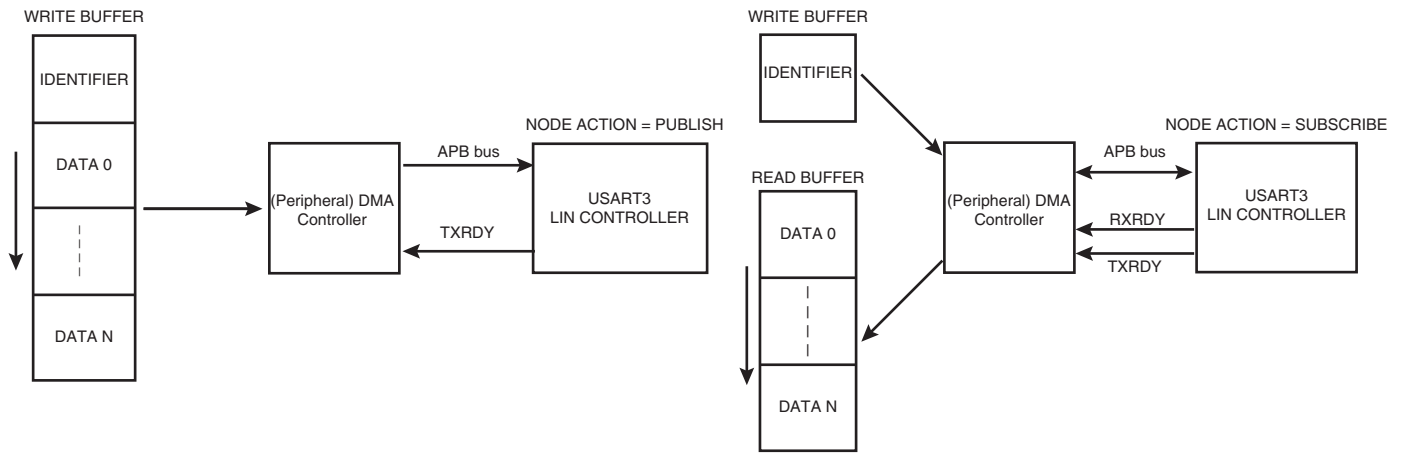 WRITE BUFFER
IDENTIFIER
DATA 0
DATA N
(Peripheral) DMA
Controller
APB bus
TXRDY
NODE ACTION = PUBLISH
USART3
LIN CONTROLLER
WRITE BUFFER
IDENTIFIER
READ BUFFER
DATA 0
DATA N
(Peripheral) DMA
Controller
APB bus
RXRDY
TXRDY
NODE ACTION = SUBSCRIBE
USART3
LIN CONTROLLER